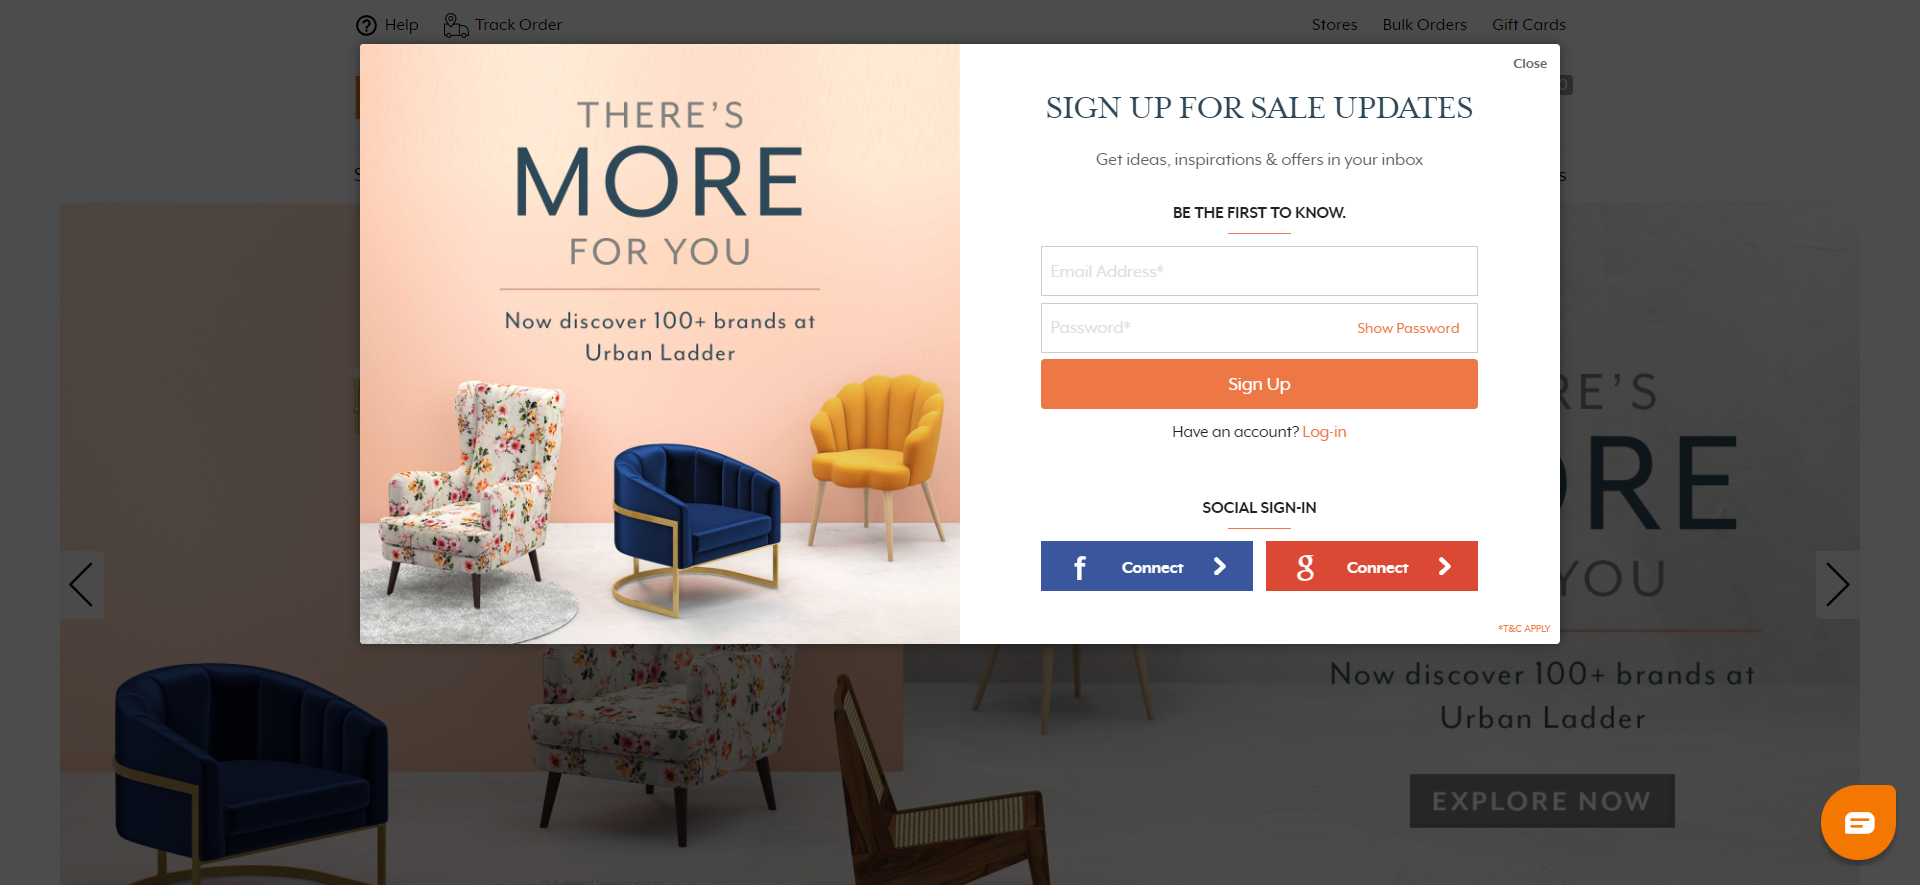 Help
Track Order
Stores
Bulk Orders
Gift Cards
Close
THERE'S
MORE
FOR YOU
Now discover 100+ brands at
Urban Ladder
SIGN UP FOR SALE UPDATES
Get ideas, inspirations & offers in your inbox
BE THE FIRST TO KNOW.
Email Address*
Password*
Show Password
Sign Up
Have an account? Log-in
SOCIAL SIGN-IN
f Connect
g Connect
*T&C APPLY
RE'S
RE
YOU
Now discover 100+ brands at
Urban Ladder
EXPLORE NOW